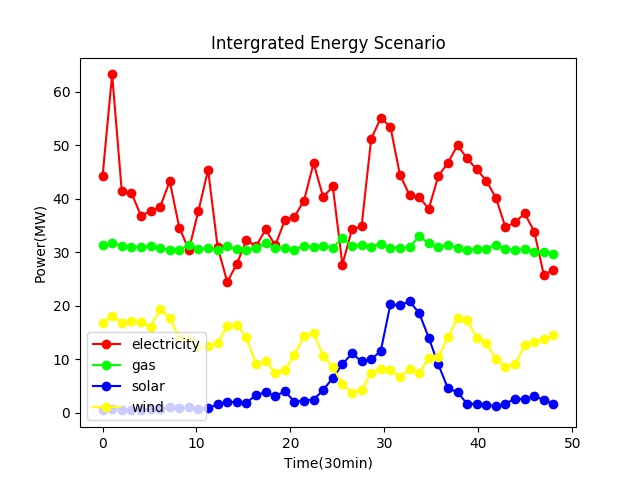 Intergrated Energy Scenario
Power(MW)
60
50
40
30
20
10
0
electricity
gas
solar
wind
0 10 20 30 40 50
Time(30min)